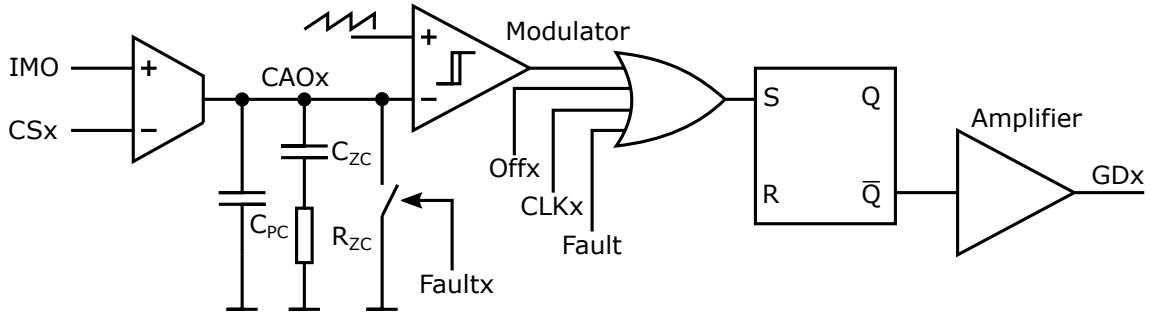 Modulator
IMO
+
CAOx
+
CSx
−
−
S
Q
Amplifier
C_ZC
Offx
GDx
CLKx
R
Q̅
C_PC
R_ZC
Fault
Faultx